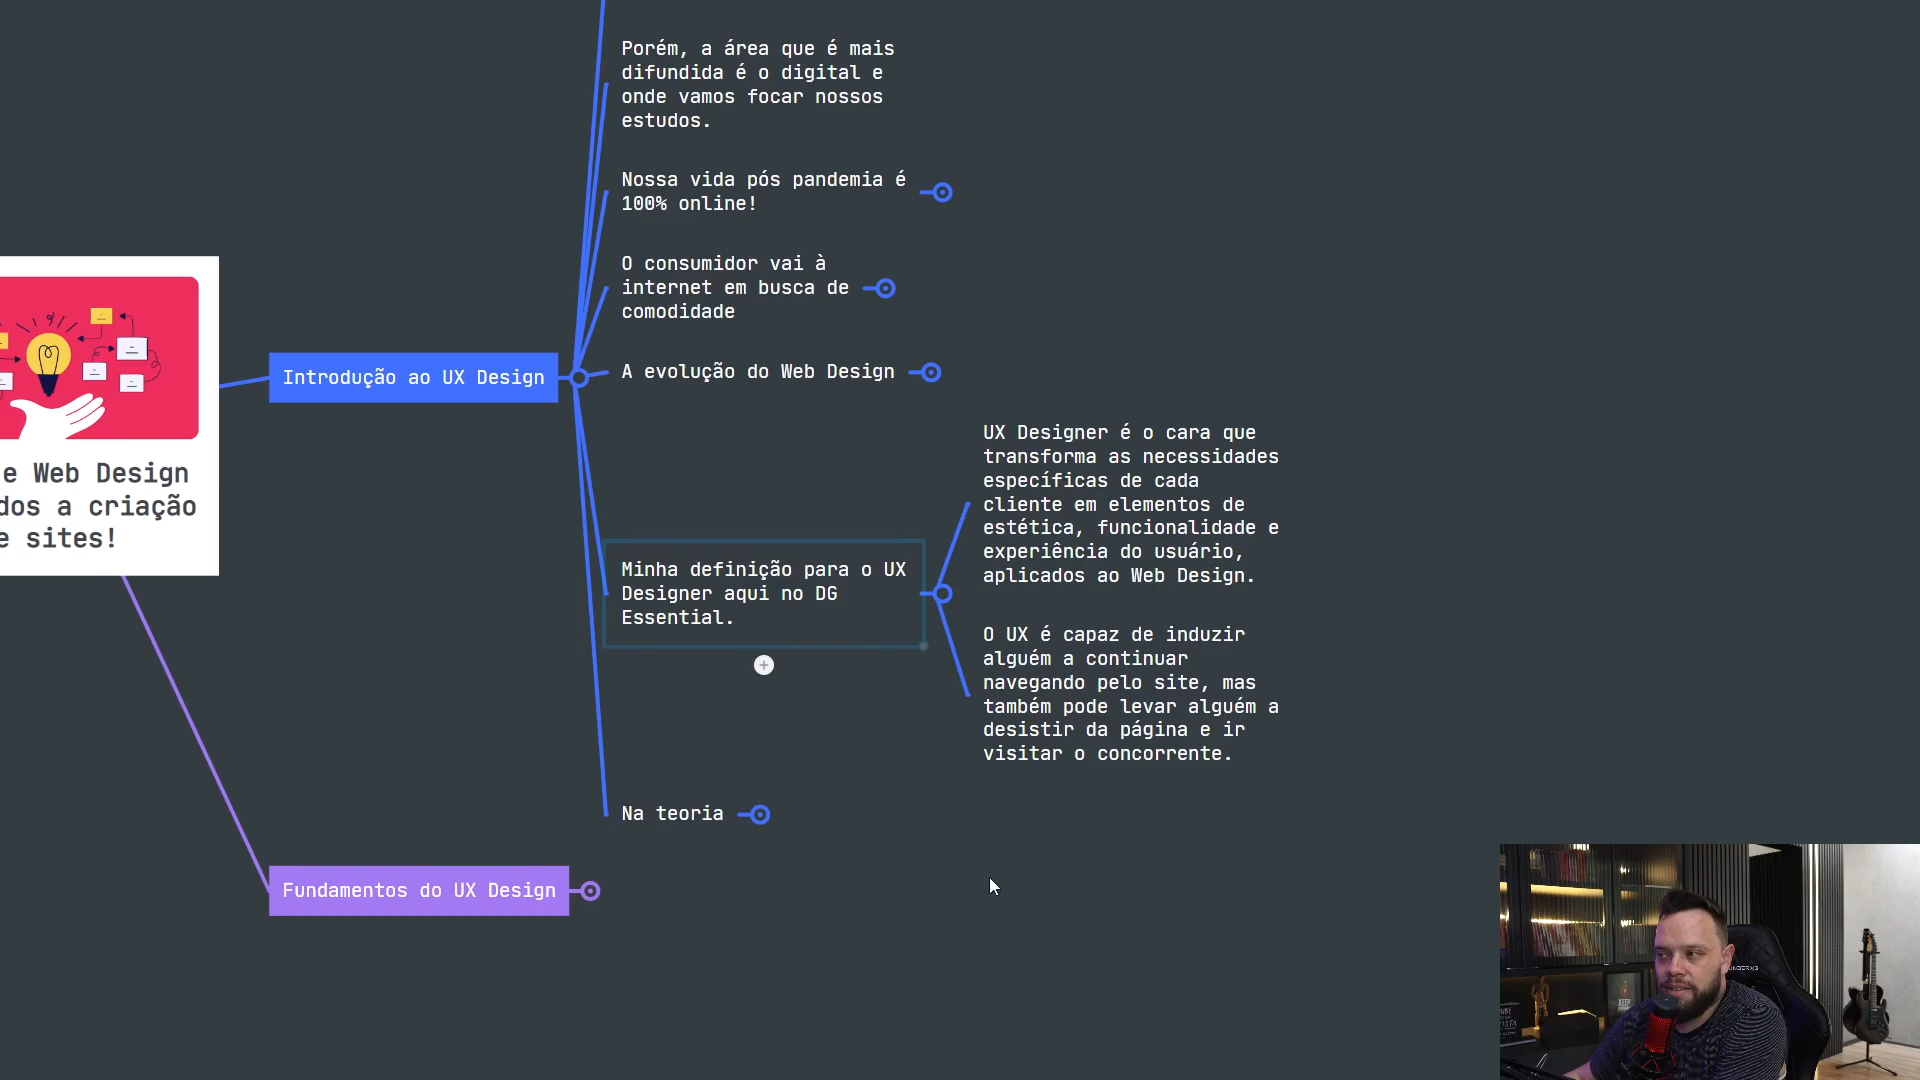 Porém, a área que é mais
difundida é o digital e
onde vamos focar nossos
estudos.
Nossa vida pós pandemia é
100% online!
O consumidor vai à
internet em busca de
comodidade
A evolução do Web Design
Introdução ao UX Design
e Web Design
dos a criação
e sites!
UX Designer é o cara que
transforma as necessidades
específicas de cada
cliente em elementos de
estética, funcionalidade e
experiência do usuário,
aplicados ao Web Design.
Minha definição para o UX
Designer aqui no DG
Essential.
O UX é capaz de induzir
alguém a continuar
navegando pelo site, mas
também pode levar alguém a
desistir da página e ir
visitar o concorrente.
Na teoria
Fundamentos do UX Design
KEEP